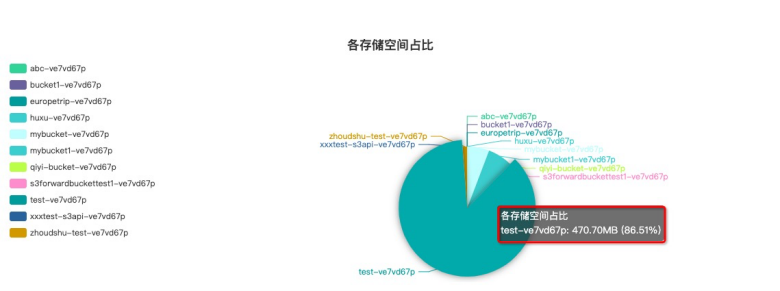 各存储空间占比
abc-ve7vd67p
bucket1-ve7vd67p
europetrip-ve7vd67p
huxu-ve7vd67p
mybucket-ve7vd67p
mybucket1-ve7vd67p
qiyi-bucket-ve7vd67p
s3forwardbuckettest1-ve7vd67p
test-ve7vd67p
xxxtest-s3api-ve7vd67p
zhoudshu-test-ve7vd67p
abc-ve7vd67p
bucket1-ve7vd67p
europetrip-ve7vd67p
huxu-ve7vd67p
mybucket-ve7vd67p
mybucket1-ve7vd67p
qiyi-bucket-ve7vd67p
s3forwardbuckettest1-ve7vd67p
zhoudshu-test-ve7vd67p
xxxtest-s3api-ve7vd67p
各存储空间占比
test-ve7vd67p: 470.70MB (86.51%)
test-ve7vd67p